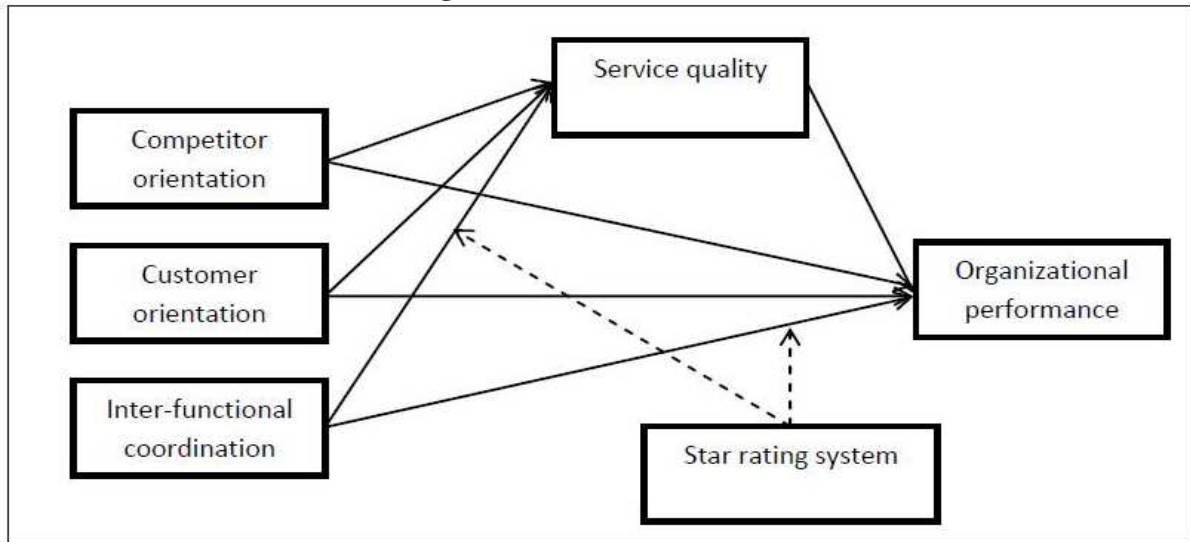 Service quality
Competitor
orientation
Customer
orientation
Organizational
performance
Inter-functional
coordination
Star rating system